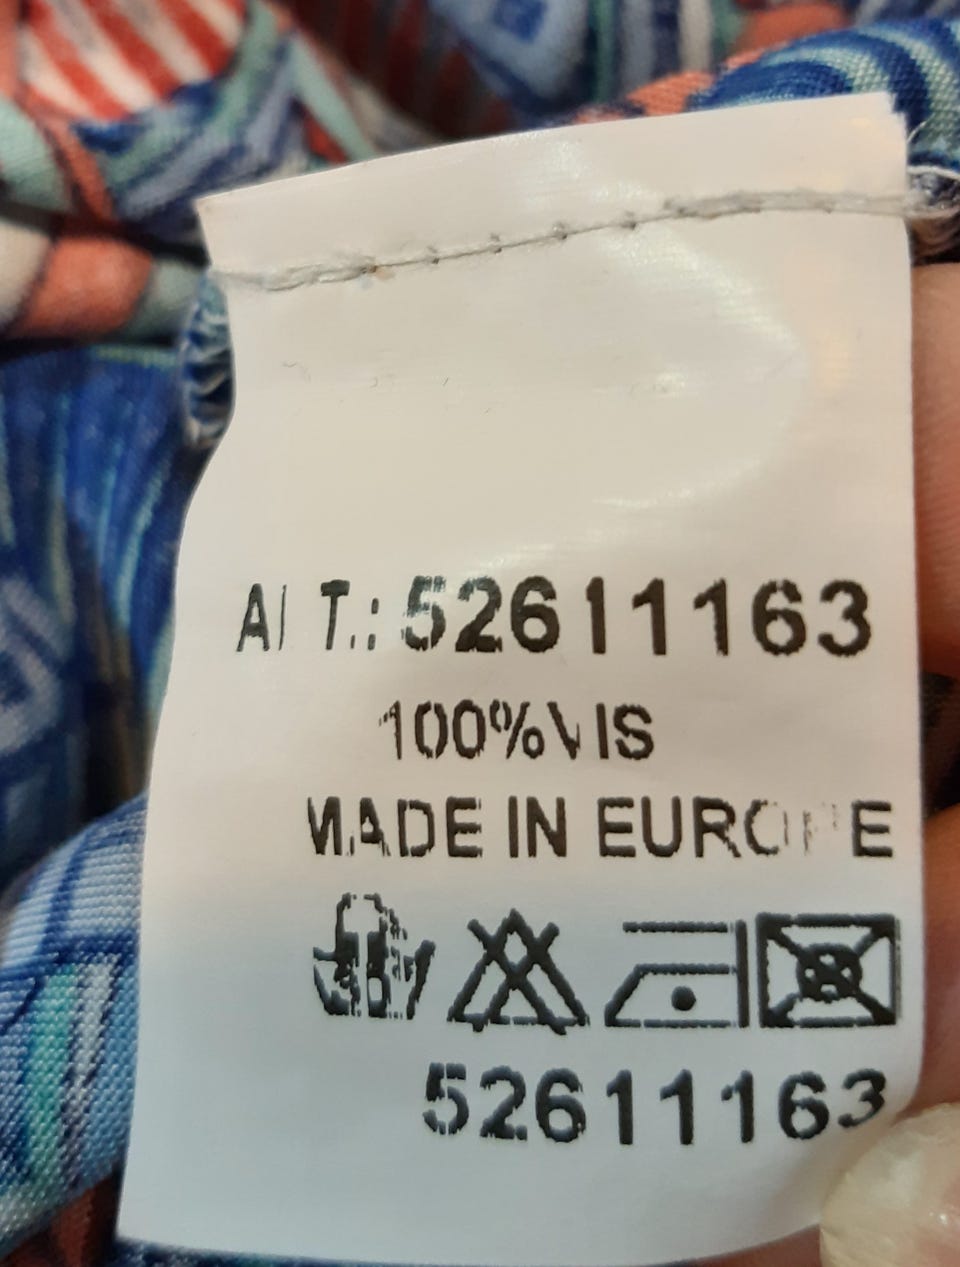 ART.: 52611163
100%VIS
MADE IN EUROPE
52611163